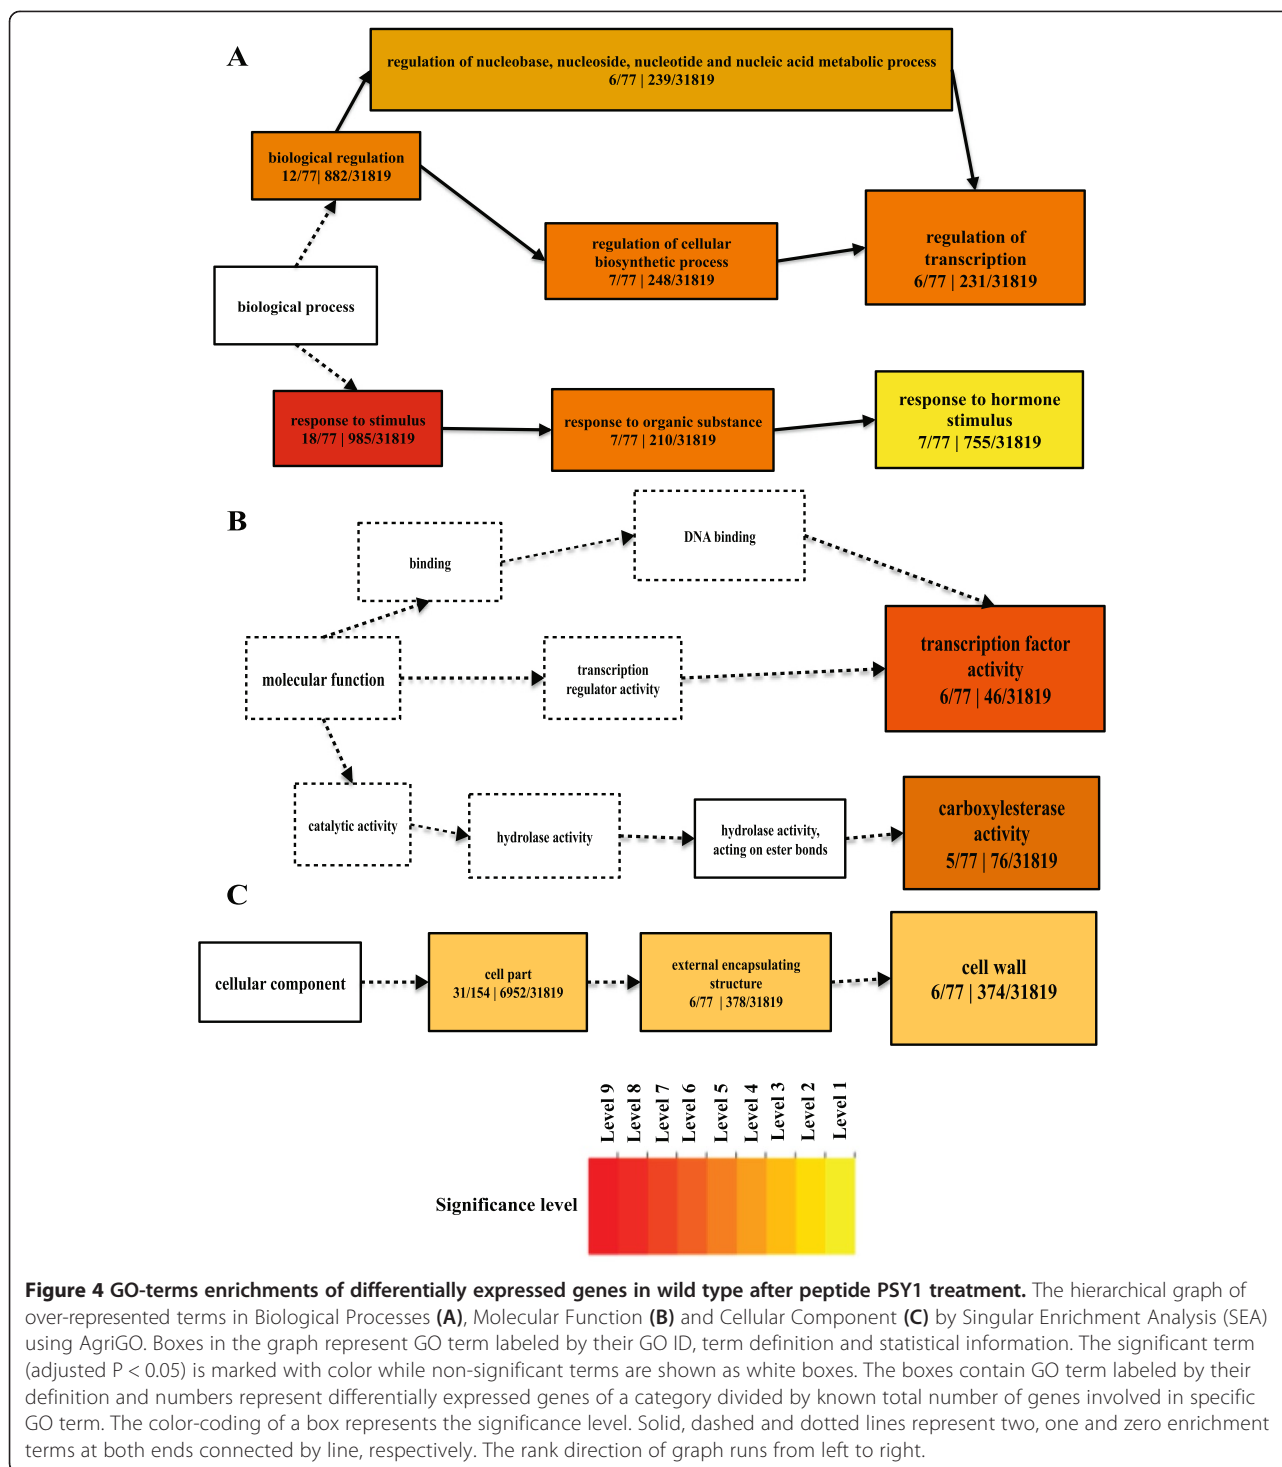 A
regulation of nucleobase, nucleoside, nucleotide and nucleic acid metabolic process
6/77 | 239/31819
biological regulation
12/77| 882/31819
regulation of cellular
biosynthetic process
7/77 | 248/31819
regulation of
transcription
6/77 | 231/31819
biological process
response to stimulus
18/77 | 985/31819
response to organic substance
7/77 | 210/31819
response to hormone
stimulus
7/77 | 755/31819
B
binding
DNA binding
molecular function
transcription
regulator activity
transcription factor
activity
6/77 | 46/31819
catalytic activity
hydrolase activity
hydrolase activity,
acting on ester bonds
carboxylesterase
activity
5/77 | 76/31819
C
cellular component
cell part
31/154 | 6952/31819
external encapsulating
structure
6/77 | 378/31819
cell wall
6/77 | 374/31819
Level 9
Level 8
Level 7
Level 6
Level 5
Level 4
Level 3
Level 2
Level 1
Significance level
Figure 4 GO-terms enrichments of differentially expressed genes in wild type after peptide PSY1 treatment. The hierarchical graph of
over-represented terms in Biological Processes (A), Molecular Function (B) and Cellular Component (C) by Singular Enrichment Analysis (SEA)
using AgriGO. Boxes in the graph represent GO term labeled by their GO ID, term definition and statistical information. The significant term
(adjusted P < 0.05) is marked with color while non-significant terms are shown as white boxes. The boxes contain GO term labeled by their
definition and numbers represent differentially expressed genes of a category divided by known total number of genes involved in specific
GO term. The color-coding of a box represents the significance level. Solid, dashed and dotted lines represent two, one and zero enrichment
terms at both ends connected by line, respectively. The rank direction of graph runs from left to right.